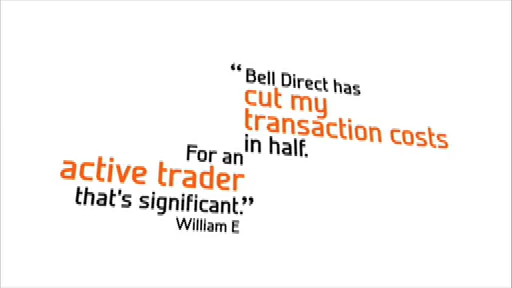 “Bell Direct has
cut my
transaction costs
in half.
For an
active trader
that's significant.”
William E